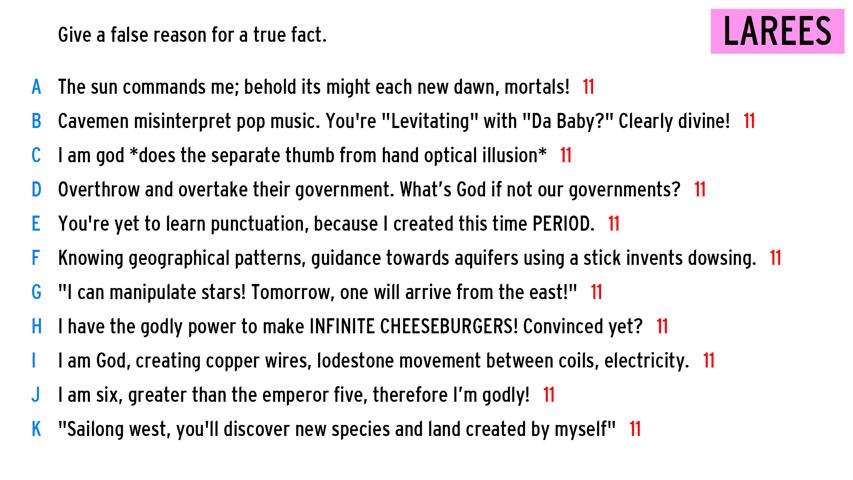 Give a false reason for a true fact.
LAREES
A The sun commands me; behold its might each new dawn, mortals! 11
B Cavemen misinterpret pop music. You're "Levitating" with "Da Baby?" Clearly divine! 11
C I am god *does the separate thumb from hand optical illusion* 11
D Overthrow and overtake their government. What's God if not our governments? 11
E You're yet to learn punctuation, because I created this time PERIOD. 11
F Knowing geographical patterns, guidance towards aquifers using a stick invents dowsing. 11
G "I can manipulate stars! Tomorrow, one will arrive from the east!" 11
H I have the godly power to make INFINITE CHEESEBURGERS! Convinced yet? 11
I I am God, creating copper wires, lodestone movement between coils, electricity. 11
J I am six, greater than the emperor five, therefore I'm godly! 11
K "Sailong west, you'll discover new species and land created by myself" 11